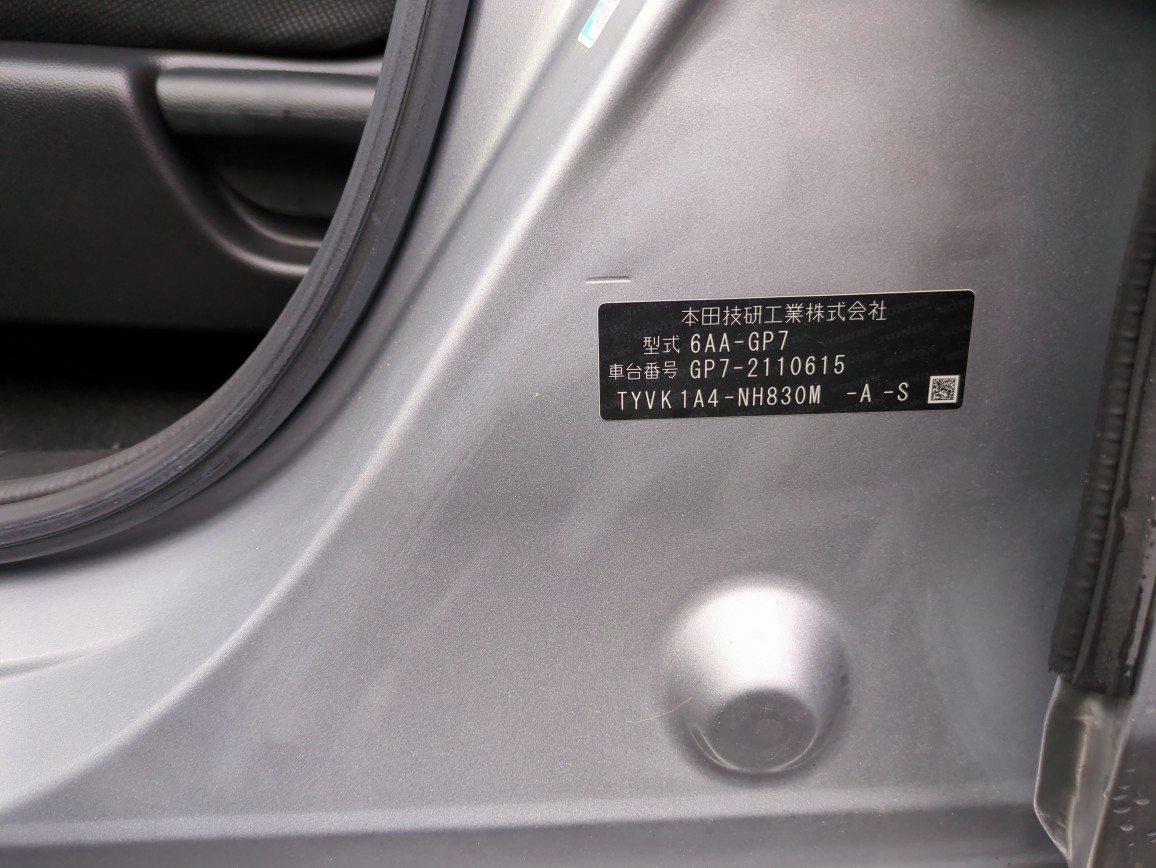 本田技研工業株式会社
型式 6AA-GP7
車台番号 GP7-2110615
TYVK1A4-NH830M -A -S